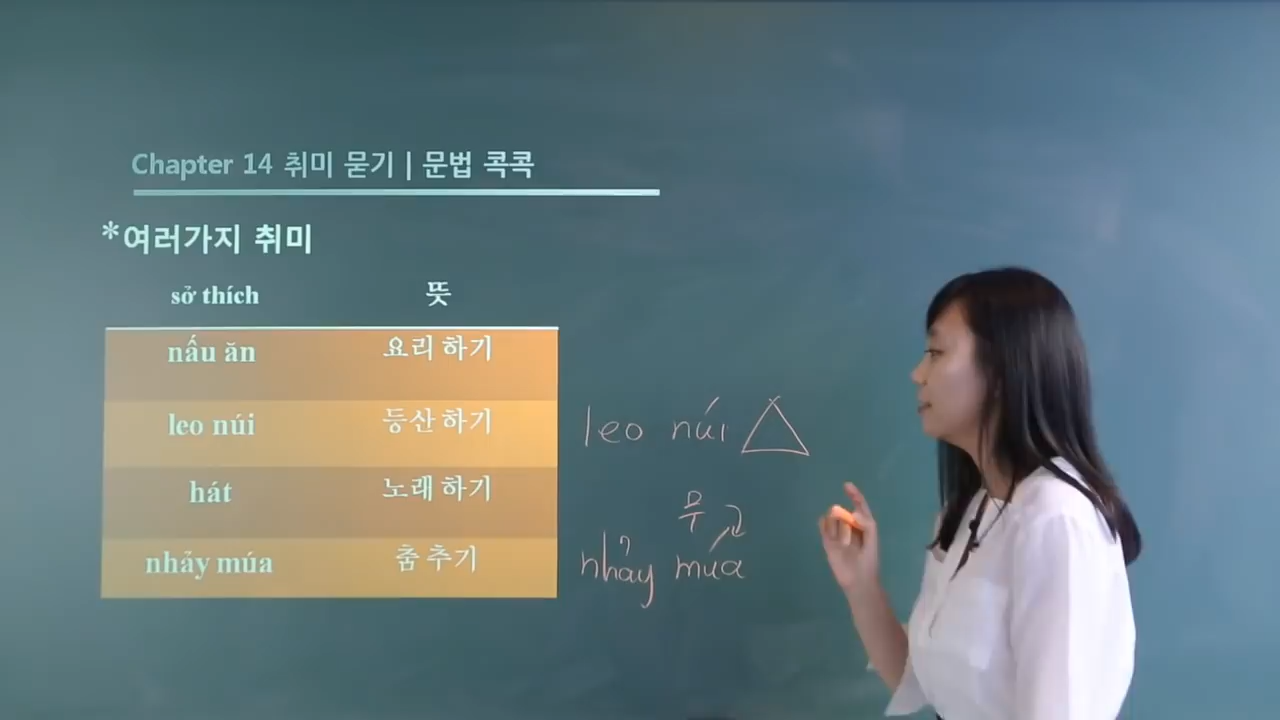 Chapter 14 취미 묻기 | 문법 콕콕
*여러가지 취미
sở thích 뜻
nấu ăn 요리 하기
leo núi 등산 하기
hát 노래 하기
nhảy múa 춤 추기
leo núi
무
nhảy múa